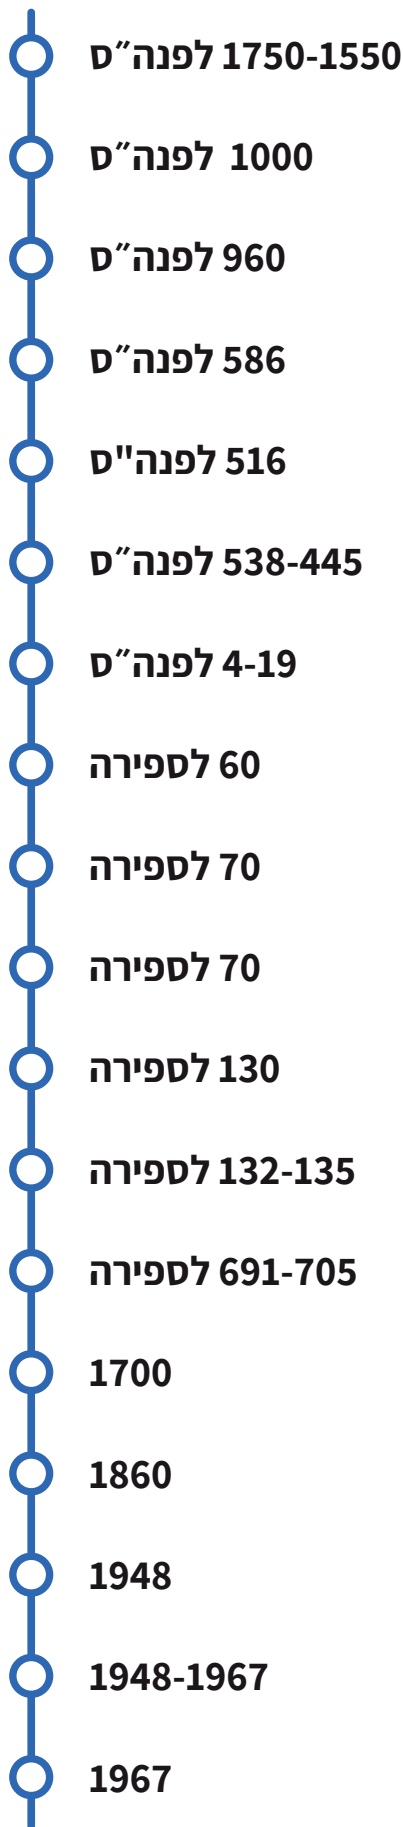 1750-1550 לפנה״ס
1000 לפנה״ס
960 לפנה״ס
586 לפנה״ס
516 לפנה"ס
538-445 לפנה״ס
4-19 לפנה״ס
60 לספירה
70 לספירה
70 לספירה
130 לספירה
132-135 לספירה
691-705 לספירה
1700
1860
1948
1948-1967
1967